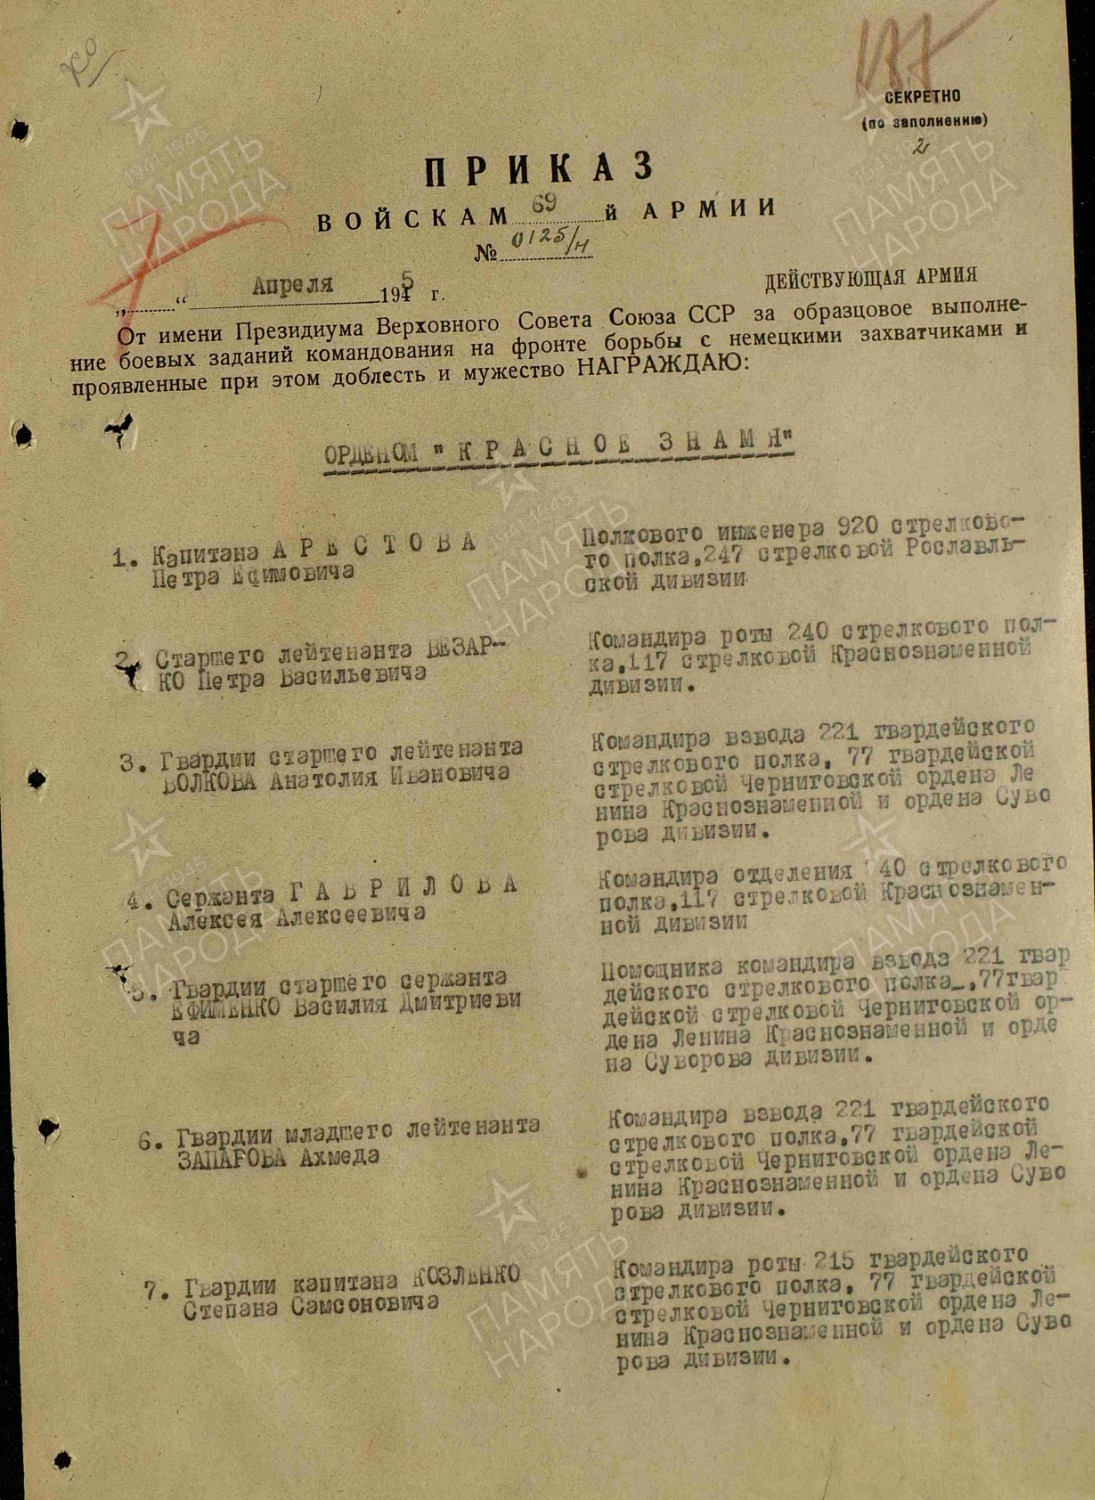 СЕКРЕТНО
(по заполнению)
2
ПРИКАЗ
ВОЙСКАМ 69 й АРМИИ
№ 0125/н
„ “ Апреля 1945 г.
ДЕЙСТВУЮЩАЯ АРМИЯ
От имени Президиума Верховного Совета Союза ССР за образцовое выполне-
ние боевых заданий командования на фронте борьбы с немецкими захватчиками и
проявленные при этом доблесть и мужество НАГРАЖДАЮ:
ОРДЕНОМ "КРАСНОЕ ЗНАМЯ"
1. Капитана АРЕСТОВА
Петра Ефимовича
Полкового инженера 920 стрелково-
го полка,247 стрелковой Рославль-
ской дивизии
2. Старшего лейтенанта ВЕЗАР-
КО Петра Васильевича
Командира роты 240 стрелкового пол-
ка,117 стрелковой Краснознаменной
дивизии.
3. Гвардии старшего лейтенанта
ВОЛКОВА Анатолия Ивановича
Командира взвода 221 гвардейского
стрелкового полка, 77 гвардейской
стрелковой Черниговской ордена Ле
нина Краснознаменной и ордена Суво
рова дивизии.
4. Сержанта ГАВРИЛОВА
Алексея Алексеевича
Командира отделения 240 стрелкового
полка,117 стрелковой Краснознамен-
ной дивизии
5. Гвардии старшего сержанта
ЕФИМЕНКО Василия Дмитриеви
ча
Помощника командира взвода 221 гвар
дейского стрелкового полка_,77гвар
дейской стрелковой Черниговской ор-
дена Ленина Краснознаменной и орде
на Суворова дивизии.
6. Гвардии младшего лейтенанта
ЗАПАРОВА Ахмеда
Командира взвода 221 гвардейского
стрелкового полка,77 гвардейской
стрелковой Черниговской ордена Ле-
нина Краснознаменной и ордена Суво
рова дивизии.
7. Гвардии капитана КОЗЛЕНКО
Степана Самсоновича
Командира роты 215 гвардейского
стрелкового полка, 77 гвардейской
стрелковой Черниговской ордена Ле-
нина Краснознаменной и ордена Суво
рова дивизии.
ПАМЯТЬ
НАРОДА
1941-1945